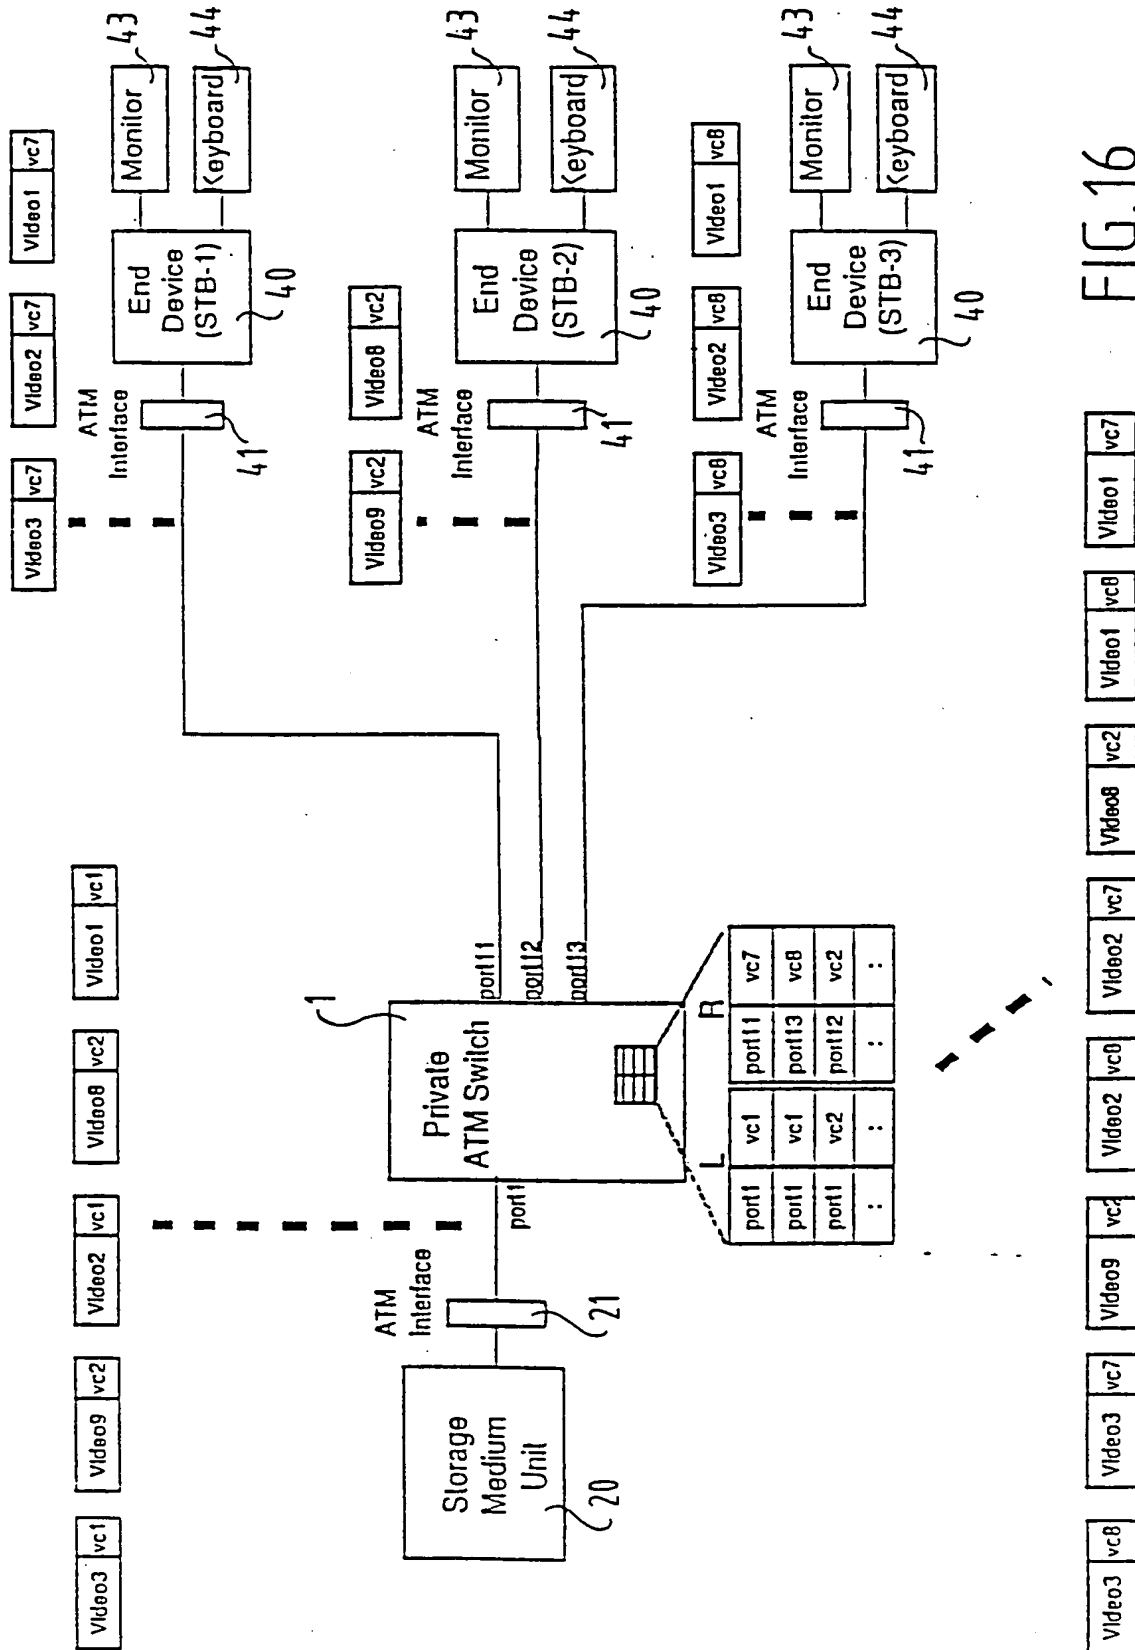 Video3 vc1
Video9 vc2
Video2 vc1
Video8 vc2
Video1 vc1
Video3 vc7
Video2 vc7
Video1 vc7
ATM
Interface
41
End
Device
(STB-1)
40
Monitor
43
Keyboard
44
Video9 vc2
Video8 vc2
ATM
Interface
41
End
Device
(STB-2)
40
Monitor
43
Keyboard
44
Video3 vc8
Video2 vc8
Video1 vc8
ATM
Interface
41
End
Device
(STB-3)
40
Monitor
43
Keyboard
44
Storage
Medium
Unit
20
ATM
Interface
21
port1
Private
ATM Switch
1
port11
port12
port13
L R
port1 vc1 port11 vc7
port1 vc1 port13 vc8
port1 vc2 port12 vc2
: : : :
Video3 vc8
Video3 vc7
Video9 vc2
Video2 vc8
Video2 vc7
Video8 vc2
Video1 vc8
Video1 vc7
FIG.16